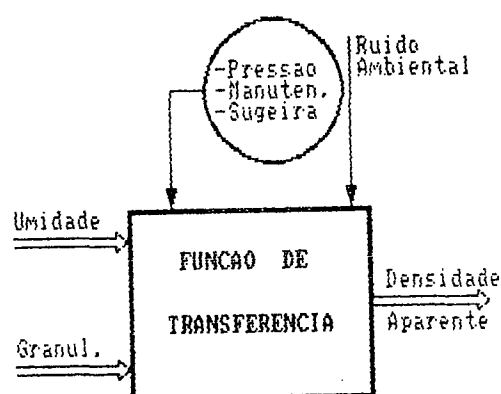 -Pressao
-Manuten.
-Sugeira
Ruido
Ambiental
Umidade
Granul.
FUNCAO DE
TRANSFERENCIA
Densidade
Aparente